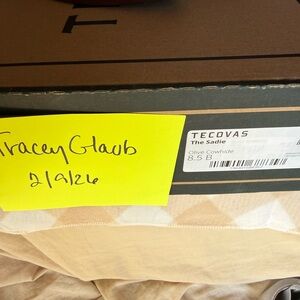 Tracey Glaub
2/9/26
TECOVAS
The Sadie
Olive Cowhide
8.5 B